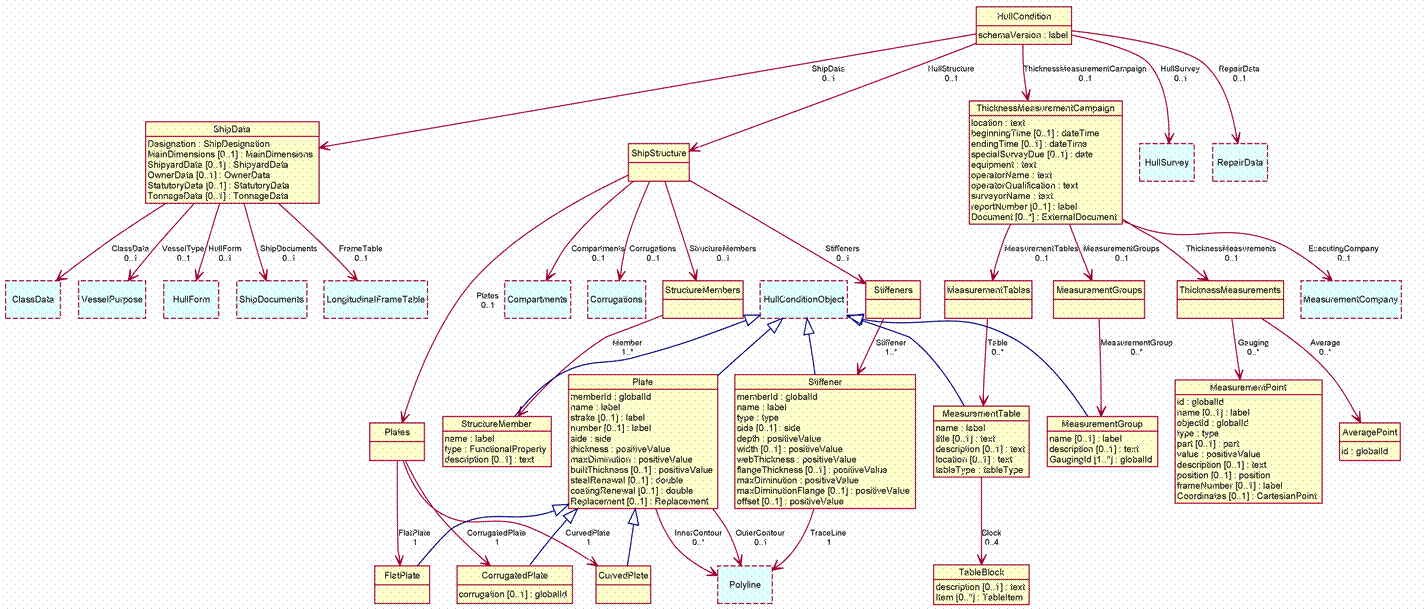 HullCondition
schemaVersion : label
ShipData
0..1
HullStructure
0..1
ThicknessMeasurementCampaign
0..1
HullSurvey
0..1
RepairData
0..1
ShipData
Designation : ShipDesignation
MainDimensions [0..1] : MainDimensions
ShipyardData [0..1] : ShipyardData
OwnerData [0..1] : OwnerData
StatutoryData [0..1] : StatutoryData
TonnageData [0..1] : TonnageData
ShipStructure
ThicknessMeasurementCampaign
location : text
beginningTime [0..1] : dateTime
endingTime [0..1] : dateTime
specialSurveyDue [0..1] : date
equipment : text
operatorName : text
operatorQualification : text
surveyorName : text
reportNumber [0..1] : label
Document [0..*] : ExternalDocument
HullSurvey
RepairData
ClassData
0..1
VesselType
0..1
HullForm
0..1
ShipDocuments
0..1
FrameTable
0..1
Plates
0..1
Compartments
0..1
Corrugations
0..1
StructureMembers
0..1
Stiffeners
0..1
MeasurementTables
0..1
MeasurementGroups
0..1
ThicknessMeasurements
0..1
ExecutingCompany
0..1
ClassData
VesselPurpose
HullForm
ShipDocuments
LongitudinalFrameTable
Compartments
Corrugations
StructureMembers
HullConditionObject
Stiffeners
MeasurementTables
MeasurementGroups
ThicknessMeasurements
MeasurementCompany
Member
1..*
Stiffener
1..*
Table
0..*
MeasurementGroup
0..*
Gauging
0..*
Average
0..*
Plates
StructureMember
name : label
type : FunctionalProperty
description [0..1] : text
Plate
memberId : globalId
name : label
strake [0..1] : label
number [0..1] : label
side : side
thickness : positiveValue
maxDiminution : positiveValue
builtThickness [0..1] : positiveValue
steelRenewal [0..1] : double
coatingRenewal [0..1] : double
Replacement [0..1] : Replacement
Stiffener
memberId : globalId
name : label
type : type
side [0..1] : side
depth : positiveValue
width [0..1] : positiveValue
webThickness : positiveValue
flangeThickness [0..1] : positiveValue
maxDiminution : positiveValue
maxDiminutionFlange [0..1] : positiveValue
offset [0..1] : positiveValue
MeasurementTable
name : label
title [0..1] : text
description [0..1] : text
location [0..1] : text
tableType : tableType
MeasurementGroup
name [0..1] : label
description [0..1] : text
GaugingId [1..*] : globalId
MeasurementPoint
id : globalId
name [0..1] : label
objectId : globalId
type : type
part [0..1] : part
value : positiveValue
description [0..1] : text
position [0..1] : position
frameNumber [0..1] : label
Coordinates [0..1] : CartesianPoint
AveragePoint
id : globalId
FlatPlate
1
CorrugatedPlate
1
CurvedPlate
1
InnerContour
0..*
OuterContour
0..1
TraceLine
1
Block
0..4
FlatPlate
CorrugatedPlate
corrugation [0..1] : globalId
CurvedPlate
Polyline
TableBlock
description [0..1] : text
Item [0..*] : TableItem